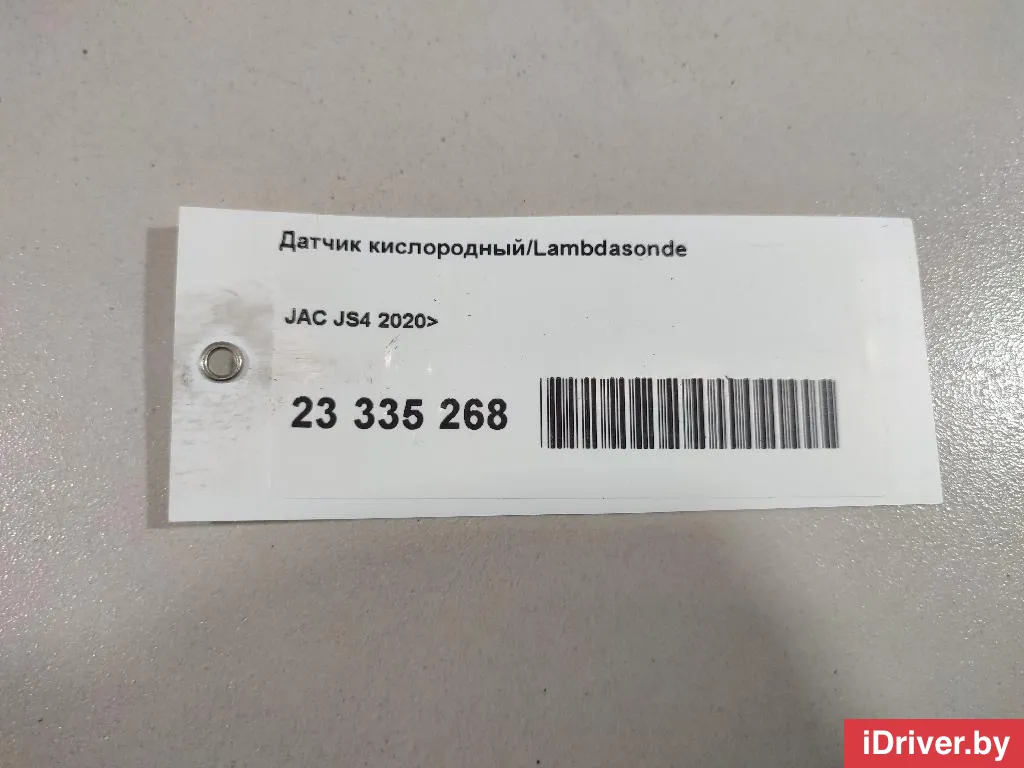 Датчик кислородный/Lambdasonde
JAC JS4 2020>
23 335 268
iDriver.by